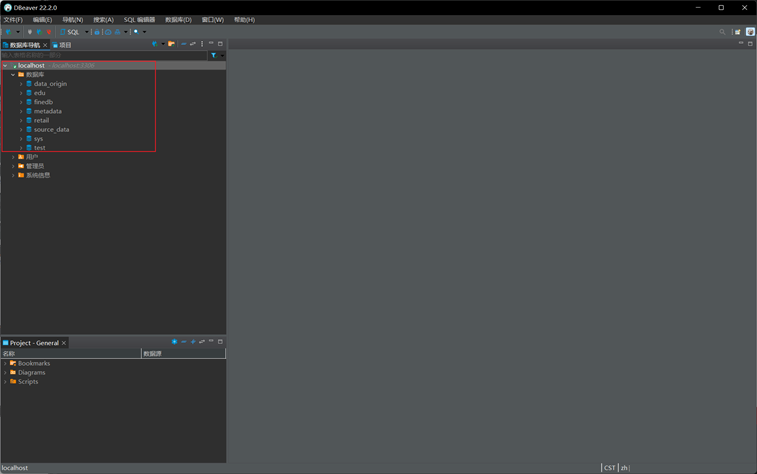 DBeaver 22.2.0
文件(F) 编辑(E) 导航(N) 搜索(A) SQL 编辑器 数据库(D) 窗口(W) 帮助(H)
SQL
数据库导航 项目
localhost - localhost:3306
数据库
data_origin
edu
finedb
metadata
retail
source_data
sys
test
用户
管理员
系统信息
Project - General
名称 数据源
Bookmarks
Diagrams
Scripts
localhost CST zh